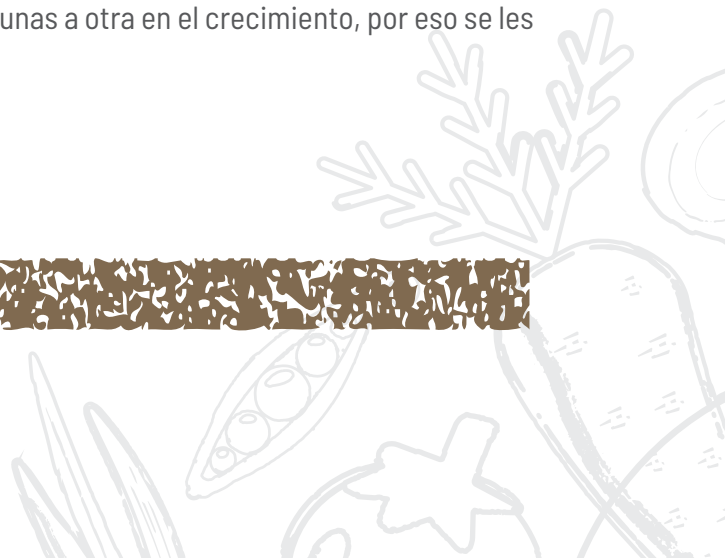 unas a otra en el crecimiento, por eso se les